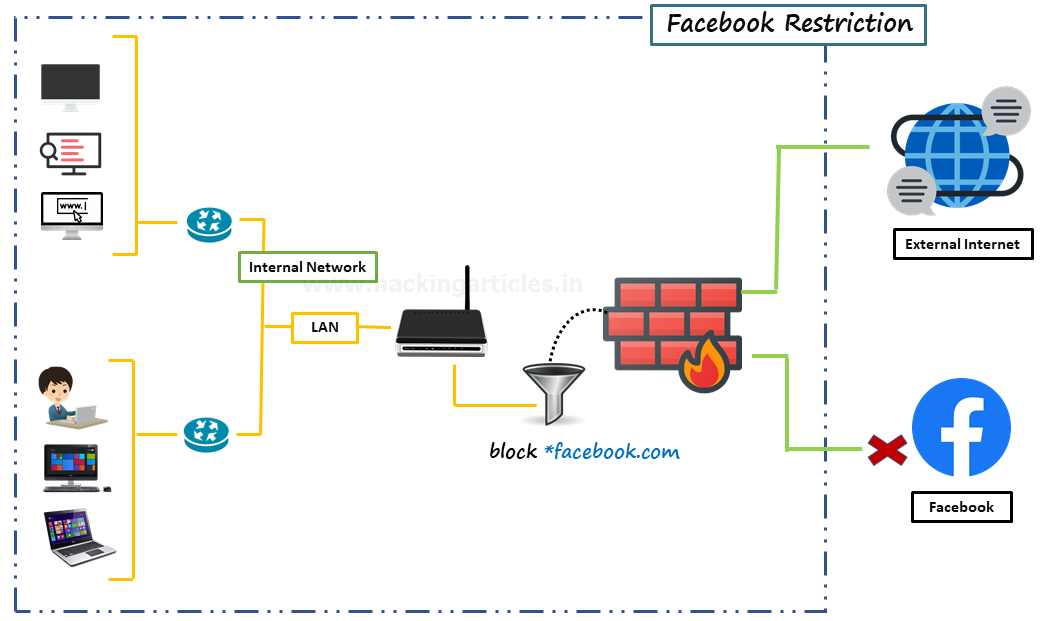 Facebook Restriction
www.
Internal Network
www.hackingarticles.in
LAN
External Internet
block *facebook.com
Facebook